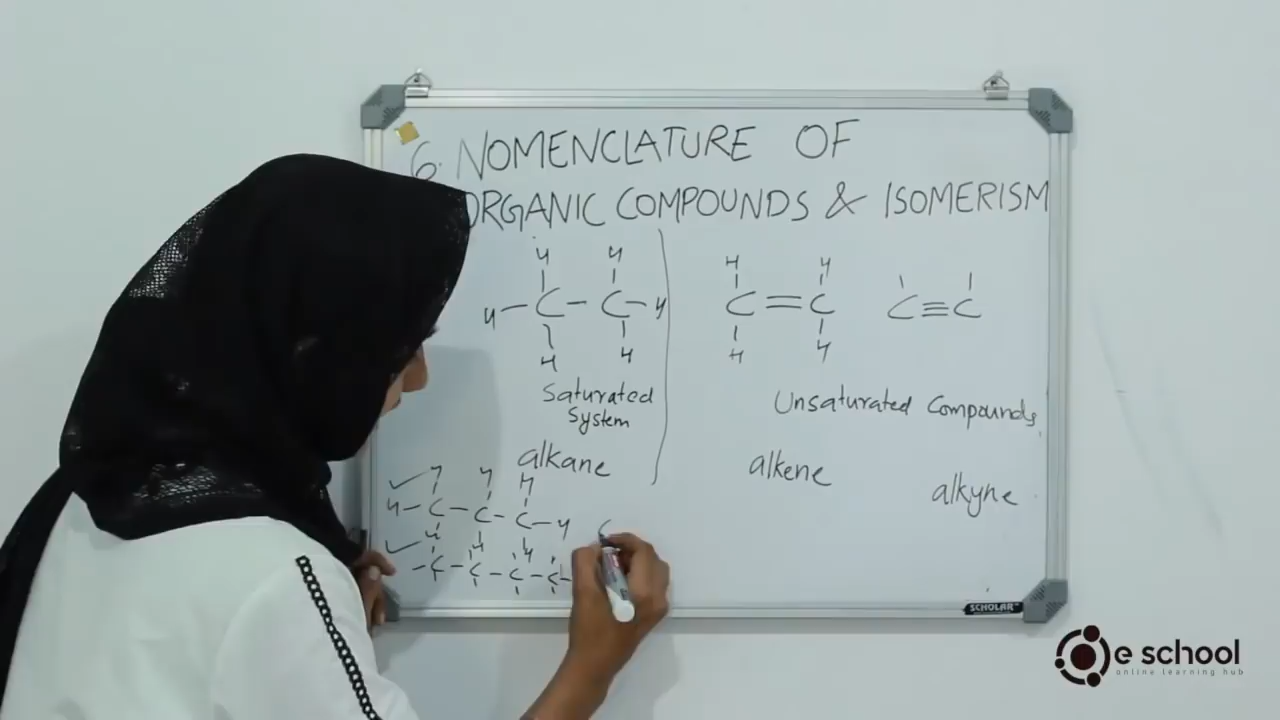 6. NOMENCLATURE OF
ORGANIC COMPOUNDS & ISOMERISM
H H
H - C - C - H
H H
H H
C = C
H H
C ≡ C
Saturated
System
Unsaturated Compounds
alkane
alkene
alkyne
H H H
H - C - C - C - H
H H H
- C - C - C - C -
C
SCHOLAR
e school
online learning hub